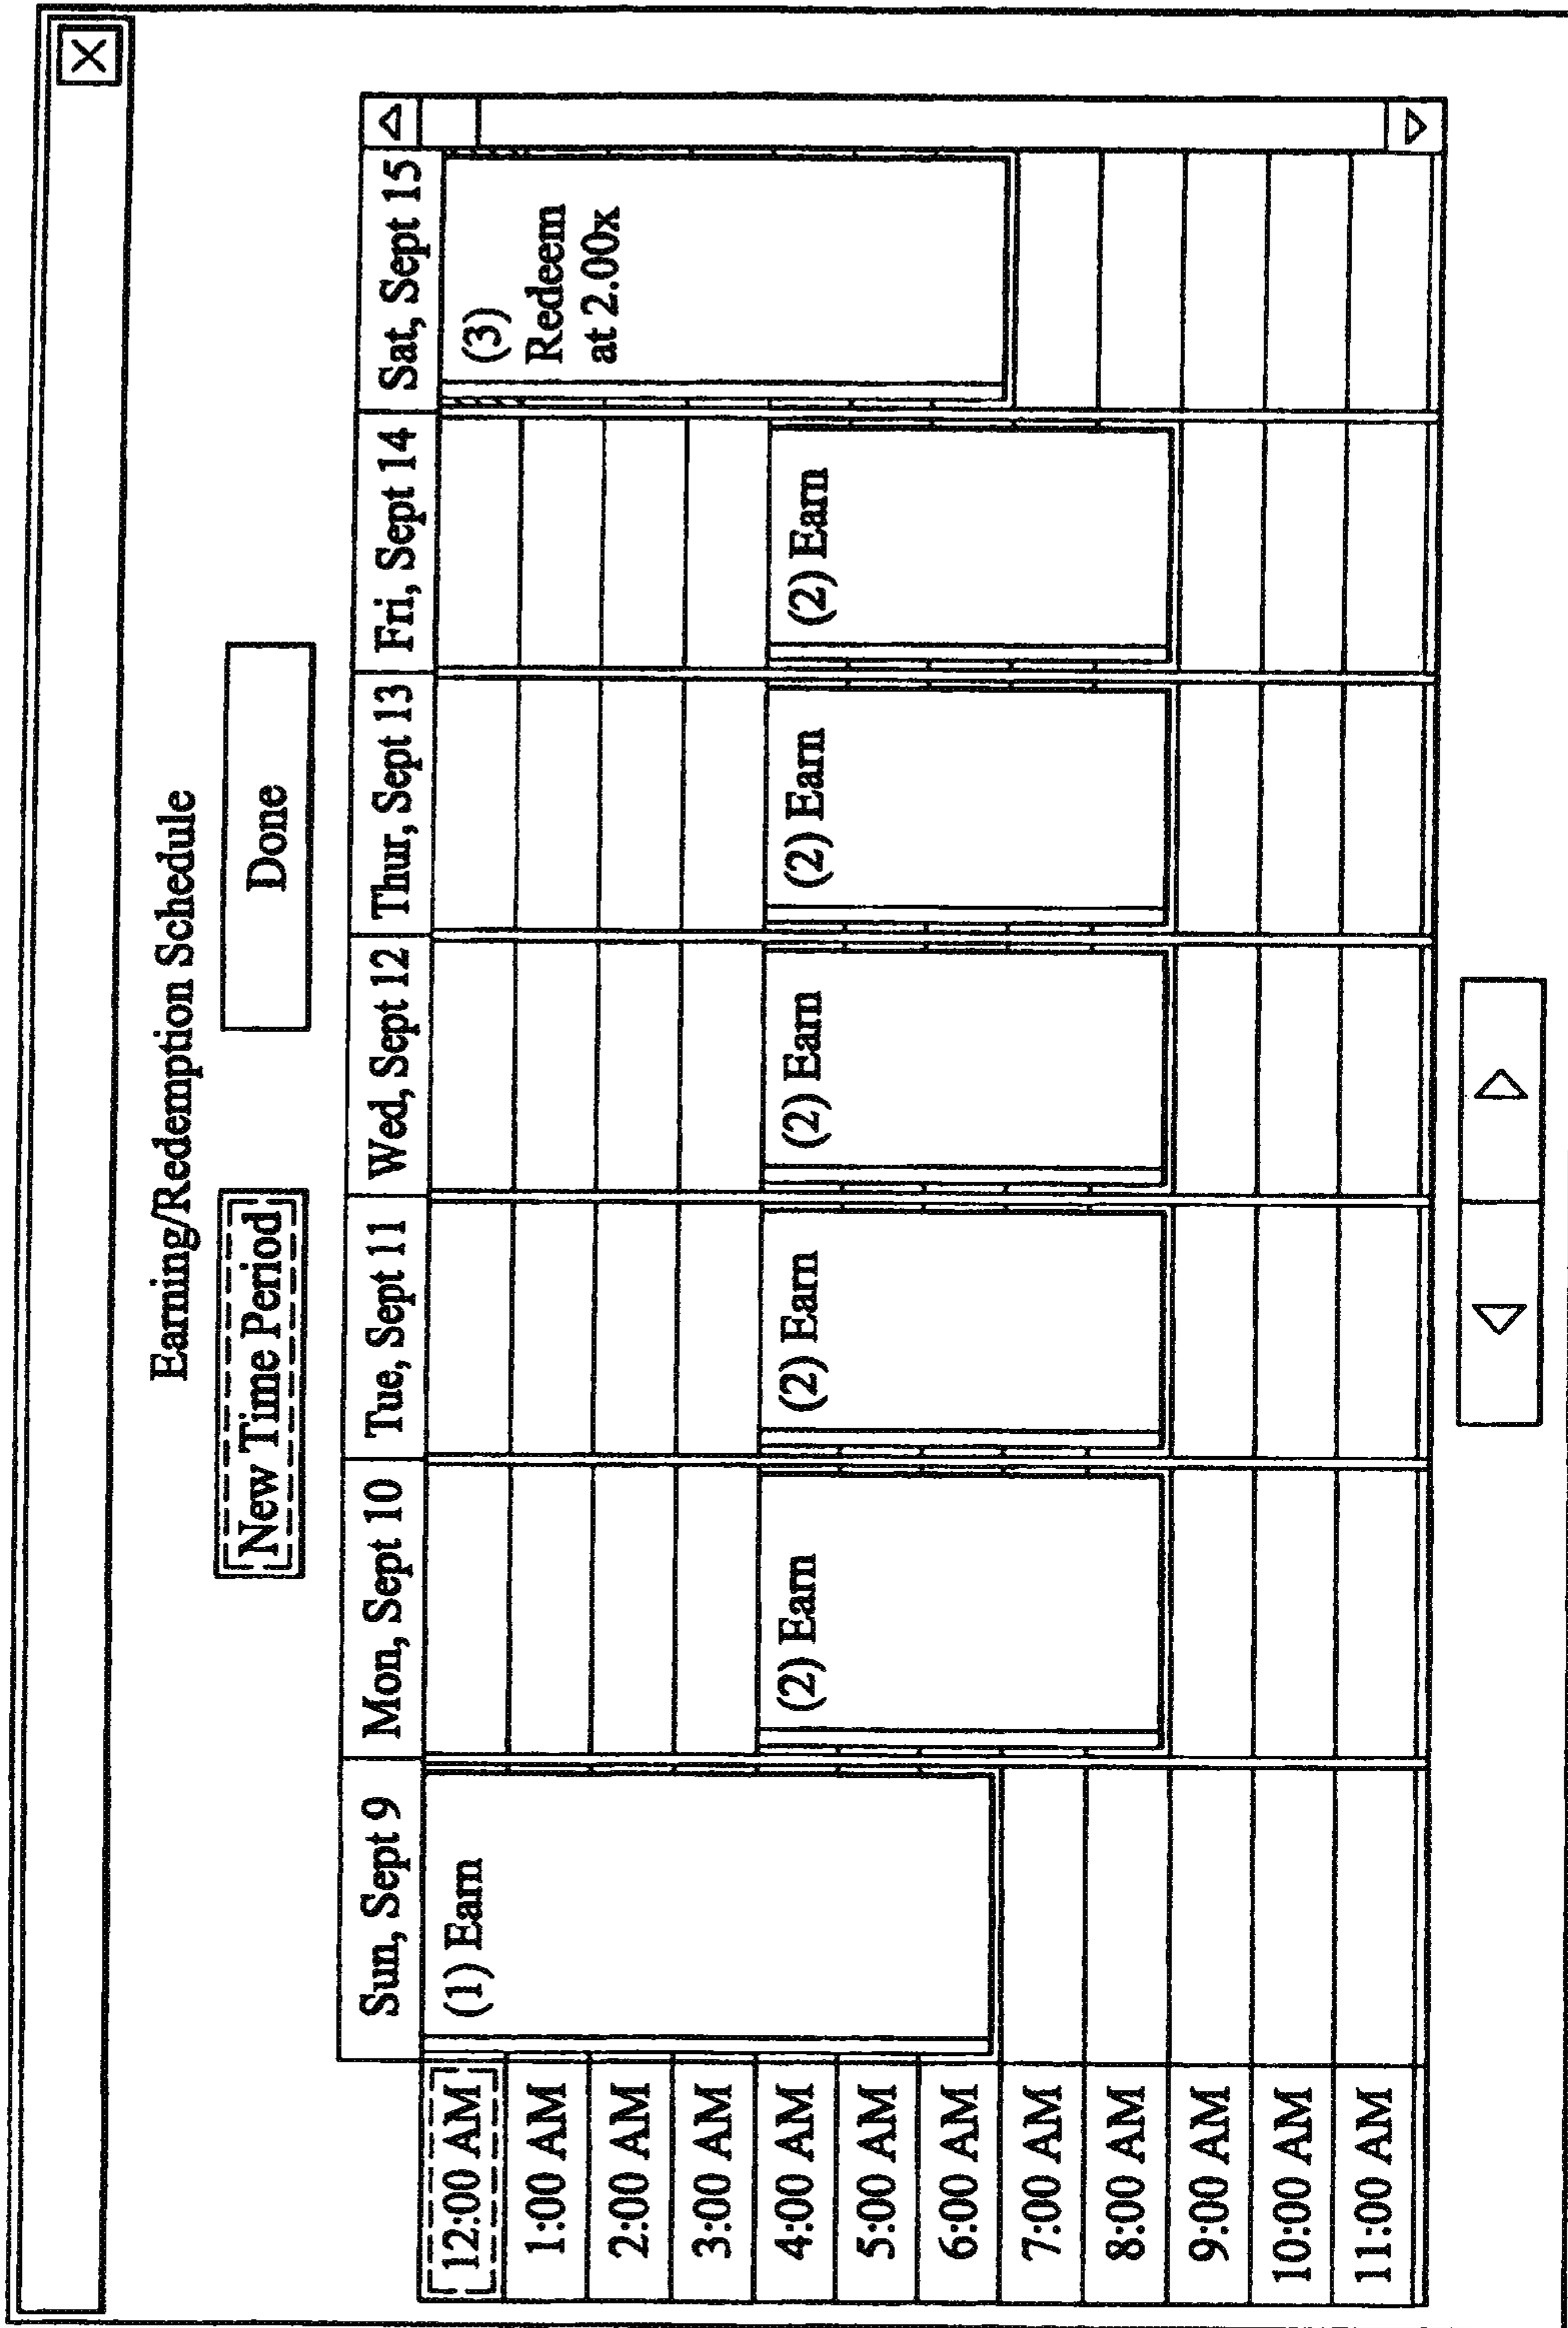 Earning/Redemption Schedule
New Time Period
Done
Sun, Sept 9
Mon, Sept 10
Tue, Sept 11
Wed, Sept 12
Thur, Sept 13
Fri, Sept 14
Sat, Sept 15
12:00 AM
(1) Earn
(3)
Redeem
at 2.00x
1:00 AM
2:00 AM
3:00 AM
4:00 AM
(2) Earn
(2) Earn
(2) Earn
(2) Earn
(2) Earn
5:00 AM
6:00 AM
7:00 AM
8:00 AM
9:00 AM
10:00 AM
11:00 AM